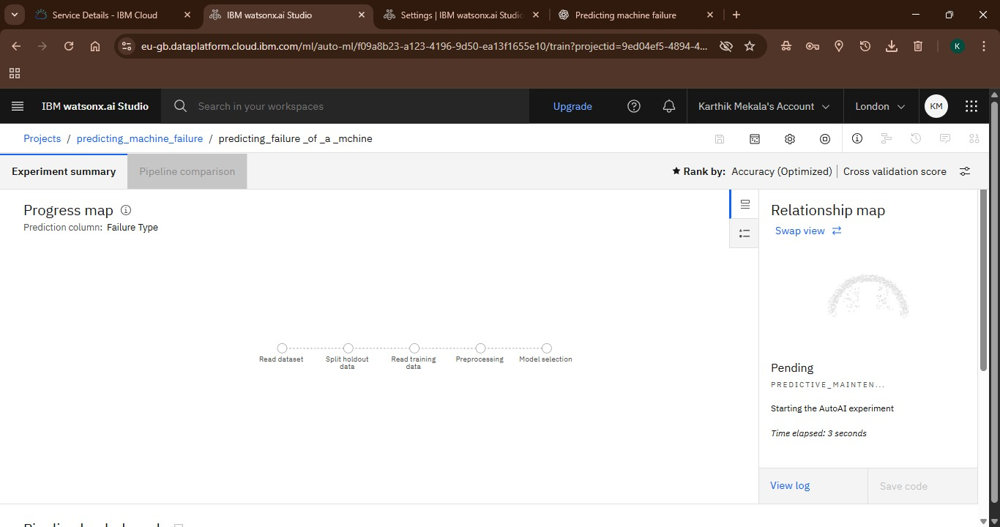 Service Details - IBM Cloud
IBM watsonx.ai Studio
Settings | IBM watsonx.ai Studio
Predicting machine failure
eu-gb.dataplatform.cloud.ibm.com/ml/auto-ml/f09a8b23-a123-4196-9d50-ea13f1655e10/train?projectid=9ed04ef5-4894-4...
K
IBM watsonx.ai Studio
Search in your workspaces
Upgrade
Karthik Mekala's Account
London
KM
Projects / predicting_machine_failure / predicting_failure _of _a _mchine
Experiment summary
Pipeline comparison
Rank by: Accuracy (Optimized) | Cross validation score
Progress map
Prediction column: Failure Type
Read dataset
Split holdout
data
Read training
data
Preprocessing
Model selection
Relationship map
Swap view
Pending
PREDICTIVE_MAINTEN...
Starting the AutoAI experiment
Time elapsed: 3 seconds
View log
Save code